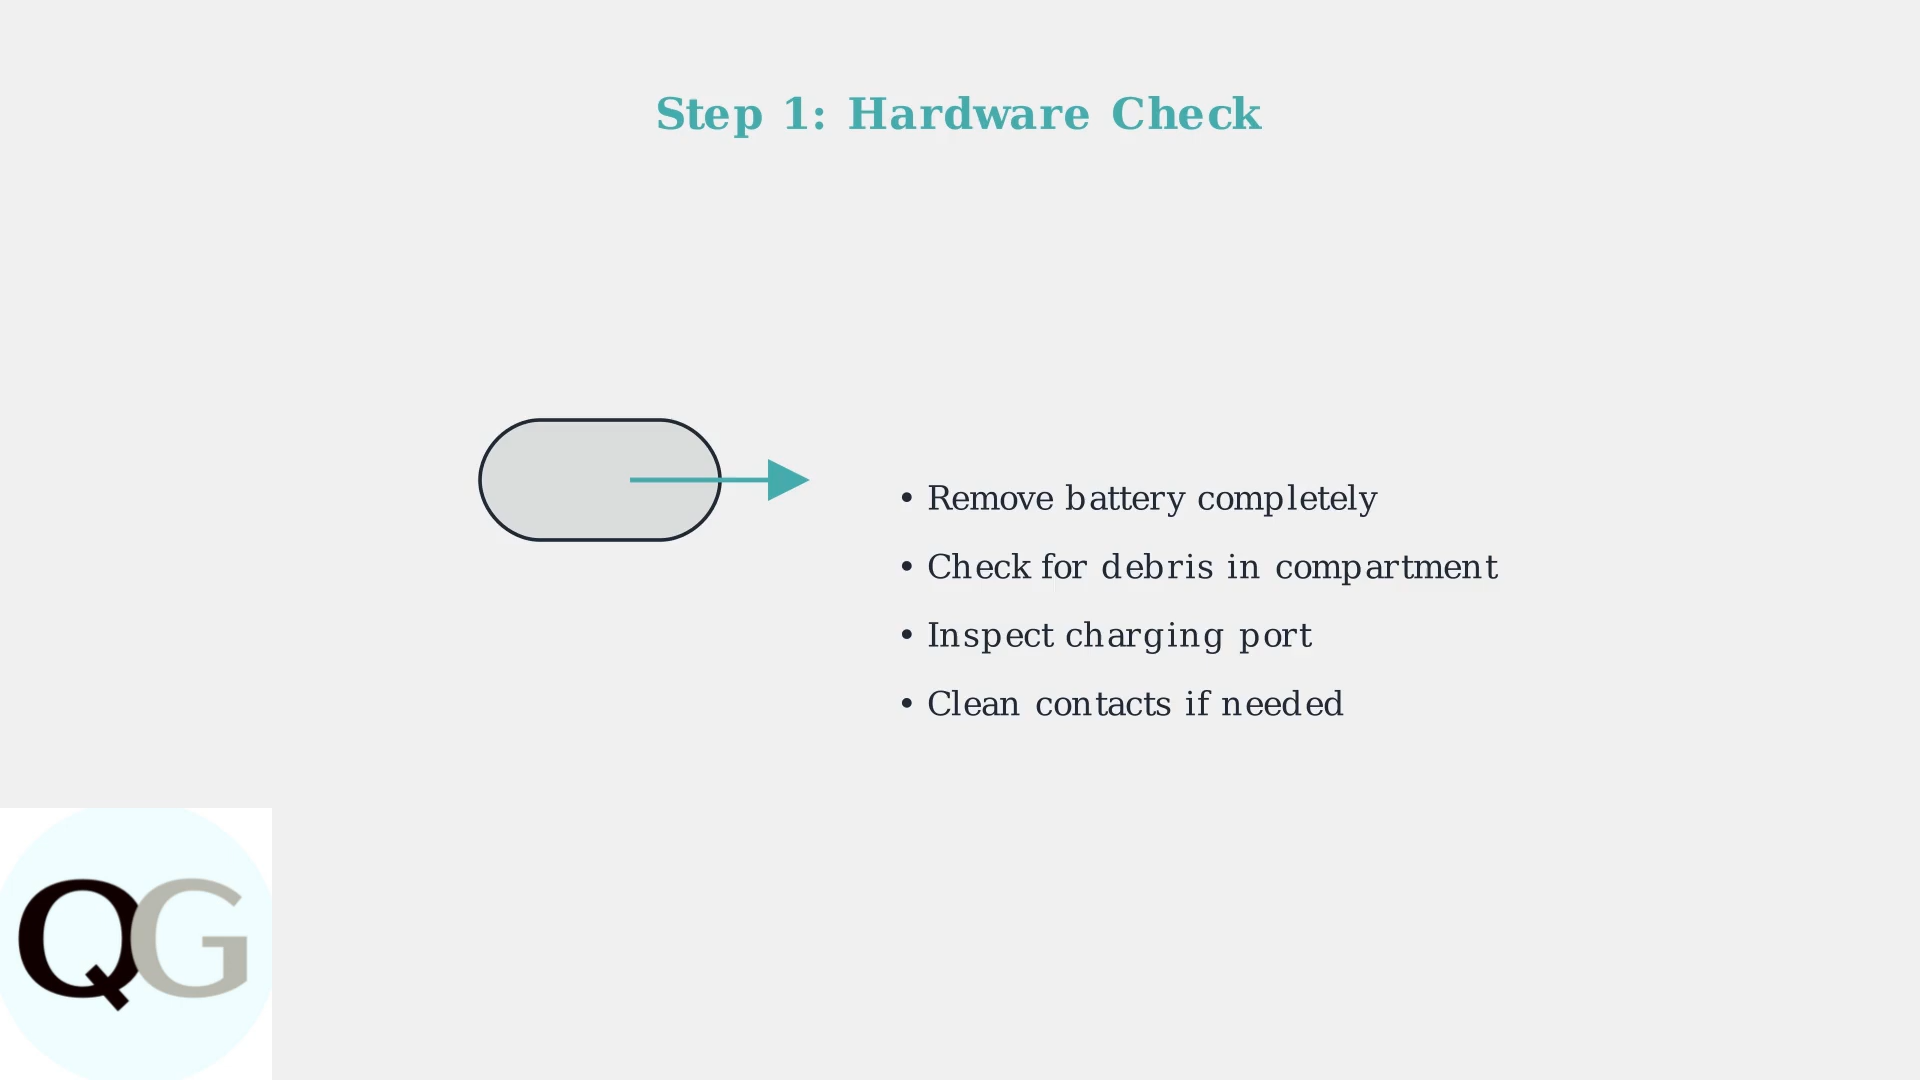 Step 1: Hardware Check
• Remove battery completely
• Check for debris in compartment
• Inspect charging port
• Clean contacts if needed
QG